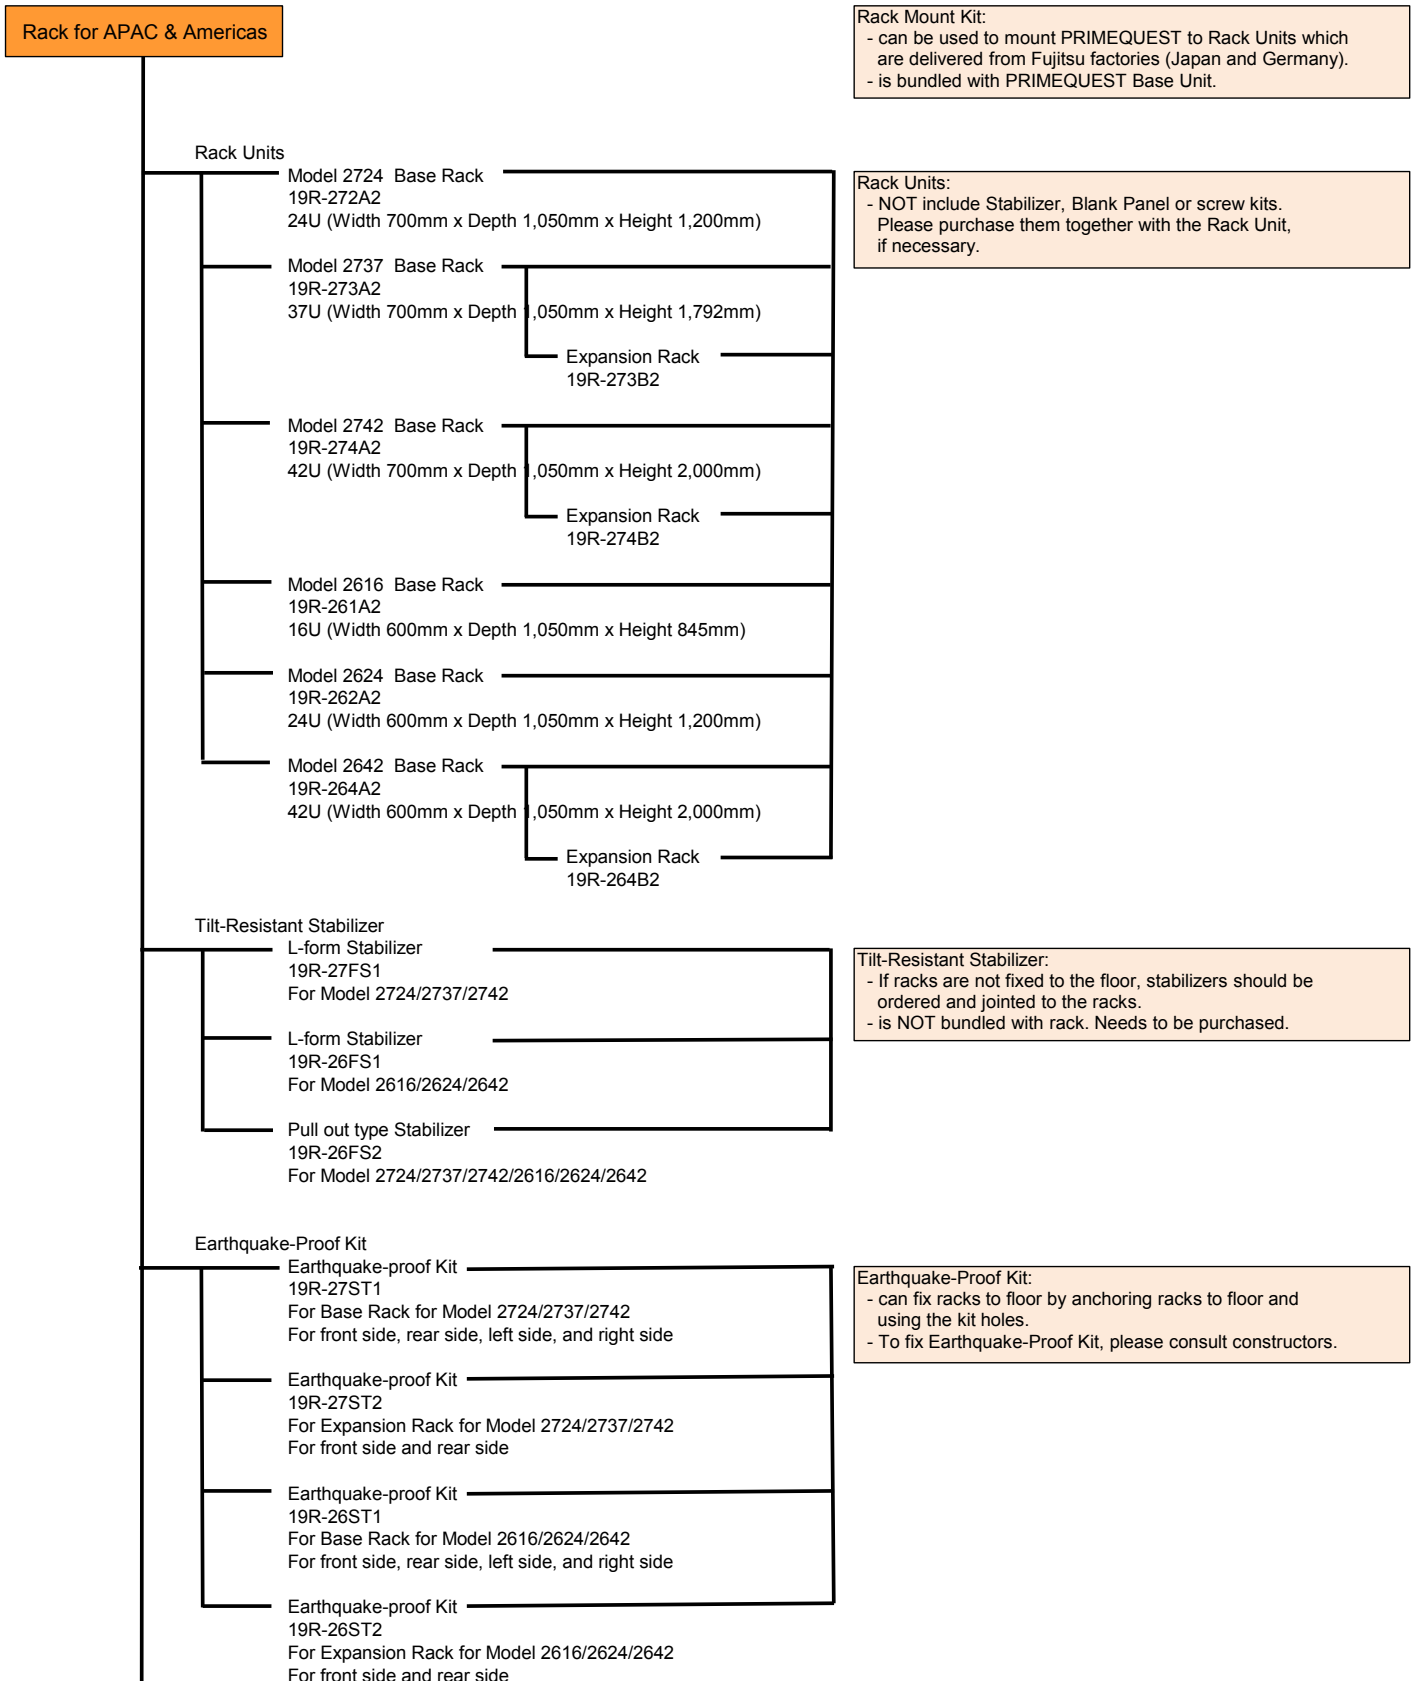 Rack for APAC & Americas
Rack Mount Kit:
- can be used to mount PRIMEQUEST to Rack Units which
are delivered from Fujitsu factories (Japan and Germany).
- is bundled with PRIMEQUEST Base Unit.
Rack Units
Model 2724 Base Rack
19R-272A2
24U (Width 700mm x Depth 1,050mm x Height 1,200mm)
Rack Units:
- NOT include Stabilizer, Blank Panel or screw kits.
Please purchase them together with the Rack Unit,
if necessary.
Model 2737 Base Rack
19R-273A2
37U (Width 700mm x Depth 1,050mm x Height 1,792mm)
Expansion Rack
19R-273B2
Model 2742 Base Rack
19R-274A2
42U (Width 700mm x Depth 1,050mm x Height 2,000mm)
Expansion Rack
19R-274B2
Model 2616 Base Rack
19R-261A2
16U (Width 600mm x Depth 1,050mm x Height 845mm)
Model 2624 Base Rack
19R-262A2
24U (Width 600mm x Depth 1,050mm x Height 1,200mm)
Model 2642 Base Rack
19R-264A2
42U (Width 600mm x Depth 1,050mm x Height 2,000mm)
Expansion Rack
19R-264B2
Tilt-Resistant Stabilizer
L-form Stabilizer
19R-27FS1
For Model 2724/2737/2742
Tilt-Resistant Stabilizer:
- If racks are not fixed to the floor, stabilizers should be
ordered and jointed to the racks.
- is NOT bundled with rack. Needs to be purchased.
L-form Stabilizer
19R-26FS1
For Model 2616/2624/2642
Pull out type Stabilizer
19R-26FS2
For Model 2724/2737/2742/2616/2624/2642
Earthquake-Proof Kit
Earthquake-proof Kit
19R-27ST1
For Base Rack for Model 2724/2737/2742
For front side, rear side, left side, and right side
Earthquake-Proof Kit:
- can fix racks to floor by anchoring racks to floor and
using the kit holes.
- To fix Earthquake-Proof Kit, please consult constructors.
Earthquake-proof Kit
19R-27ST2
For Expansion Rack for Model 2724/2737/2742
For front side and rear side
Earthquake-proof Kit
19R-26ST1
For Base Rack for Model 2616/2624/2642
For front side, rear side, left side, and right side
Earthquake-proof Kit
19R-26ST2
For Expansion Rack for Model 2616/2624/2642
For front side and rear side